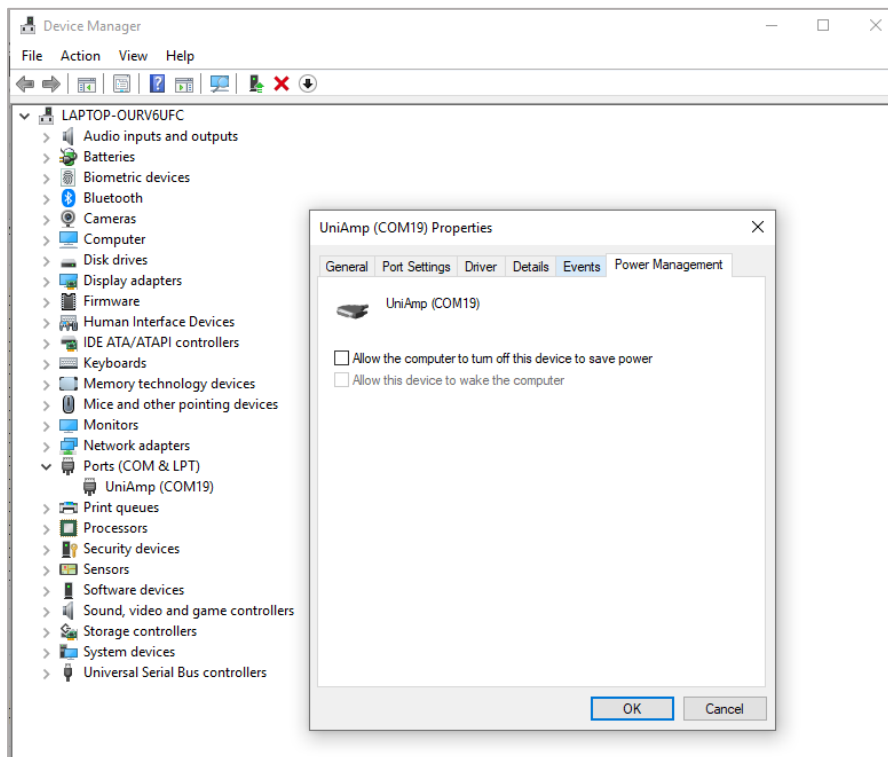 Device Manager
File Action View Help
LAPTOP-OURV6UFC
Audio inputs and outputs
Batteries
Biometric devices
Bluetooth
Cameras
Computer
Disk drives
Display adapters
Firmware
Human Interface Devices
IDE ATA/ATAPI controllers
Keyboards
Memory technology devices
Mice and other pointing devices
Monitors
Network adapters
Ports (COM & LPT)
UniAmp (COM19)
Print queues
Processors
Security devices
Sensors
Software devices
Sound, video and game controllers
Storage controllers
System devices
Universal Serial Bus controllers
UniAmp (COM19) Properties
General Port Settings Driver Details Events Power Management
UniAmp (COM19)
Allow the computer to turn off this device to save power
Allow this device to wake the computer
OK Cancel